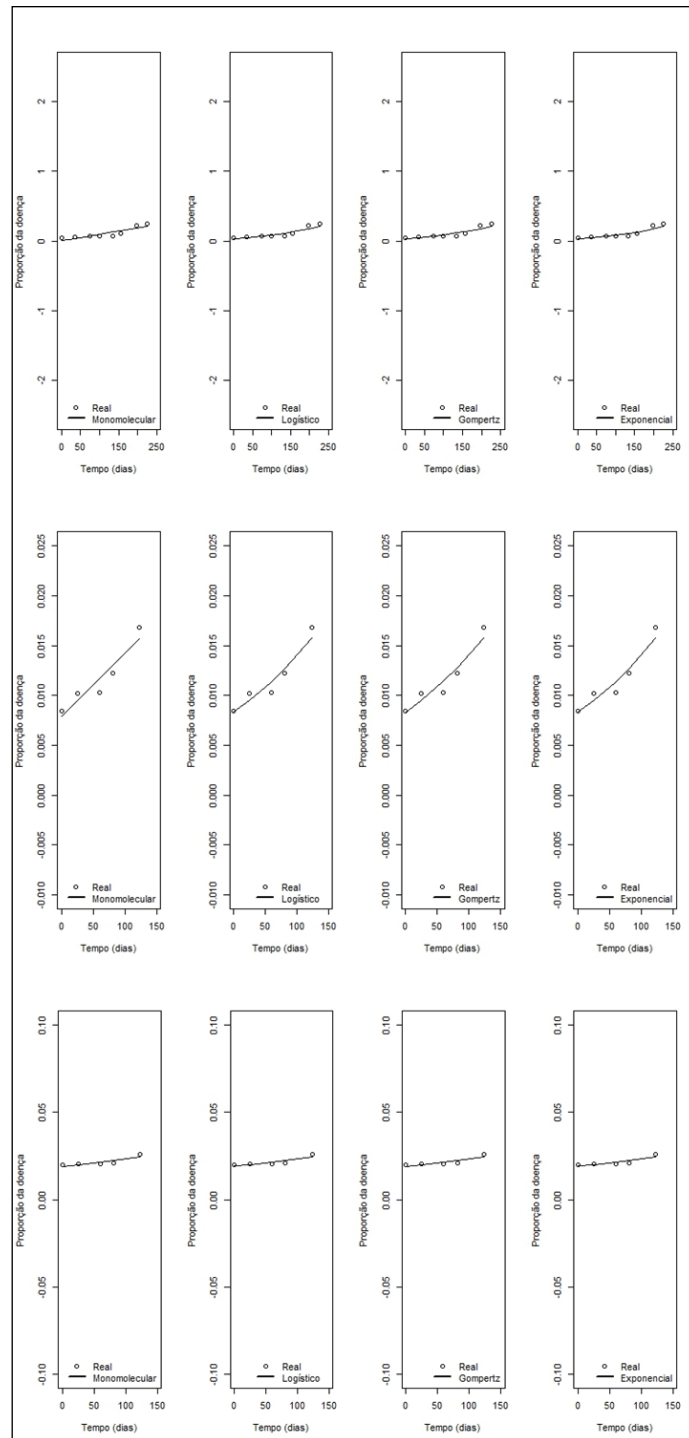 Proporção da doença
2
1
0
-1
-2
Real
Monomolecular
0 50 150 250
Tempo (dias)
Proporção da doença
2
1
0
-1
-2
Real
Logístico
0 50 150 250
Tempo (dias)
Proporção da doença
2
1
0
-1
-2
Real
Gompertz
0 50 150 250
Tempo (dias)
Proporção da doença
2
1
0
-1
-2
Real
Exponencial
0 50 150 250
Tempo (dias)
Proporção da doença
0.025
0.020
0.015
0.010
0.005
0.000
-0.005
-0.010
Real
Monomolecular
0 50 100 150
Tempo (dias)
Proporção da doença
0.025
0.020
0.015
0.010
0.005
0.000
-0.005
-0.010
Real
Logístico
0 50 100 150
Tempo (dias)
Proporção da doença
0.025
0.020
0.015
0.010
0.005
0.000
-0.005
-0.010
Real
Gompertz
0 50 100 150
Tempo (dias)
Proporção da doença
0.025
0.020
0.015
0.010
0.005
0.000
-0.005
-0.010
Real
Exponencial
0 50 100 150
Tempo (dias)
Proporção da doença
0.10
0.05
0.00
-0.05
-0.10
Real
Monomolecular
0 50 100 150
Tempo (dias)
Proporção da doença
0.10
0.05
0.00
-0.05
-0.10
Real
Logístico
0 50 100 150
Tempo (dias)
Proporção da doença
0.10
0.05
0.00
-0.05
-0.10
Real
Gompertz
0 50 100 150
Tempo (dias)
Proporção da doença
0.10
0.05
0.00
-0.05
-0.10
Real
Exponencial
0 50 100 150
Tempo (dias)